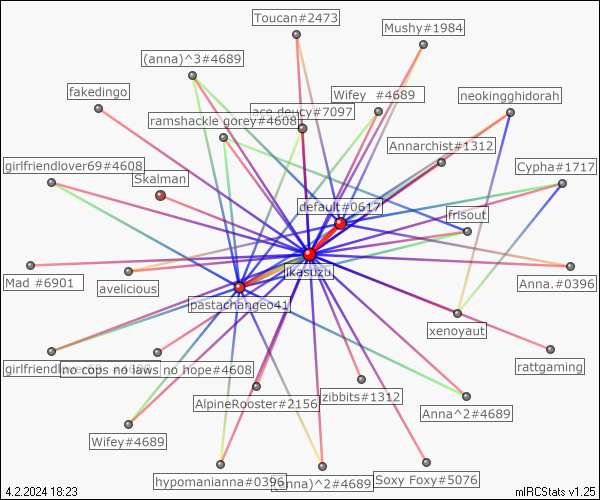 Toucan#2473
Mushy#1984
(anna)^3#4689
fakedingo
Wifey #4689
neokingghidorah
ace deucy#7097
ramshackle gorey#4608
Annarchist#1312
girlfriendlover69#4608
Cypha#1717
Skalman
default#0617
frisout
likasuzu
Mad #6901
avelicious
Anna.#0396
pastachangeo41
xenoyaut
no cops no laws no hope#4608
rattgaming
AlpineRooster#2156
zibbits#1312
Anna^2#4689
Wifey#4689
hypomanianna#0396
(anna)^2#4689
Soxy Foxy#5076
4.2.2024 18:23
mIRCStats v1.25